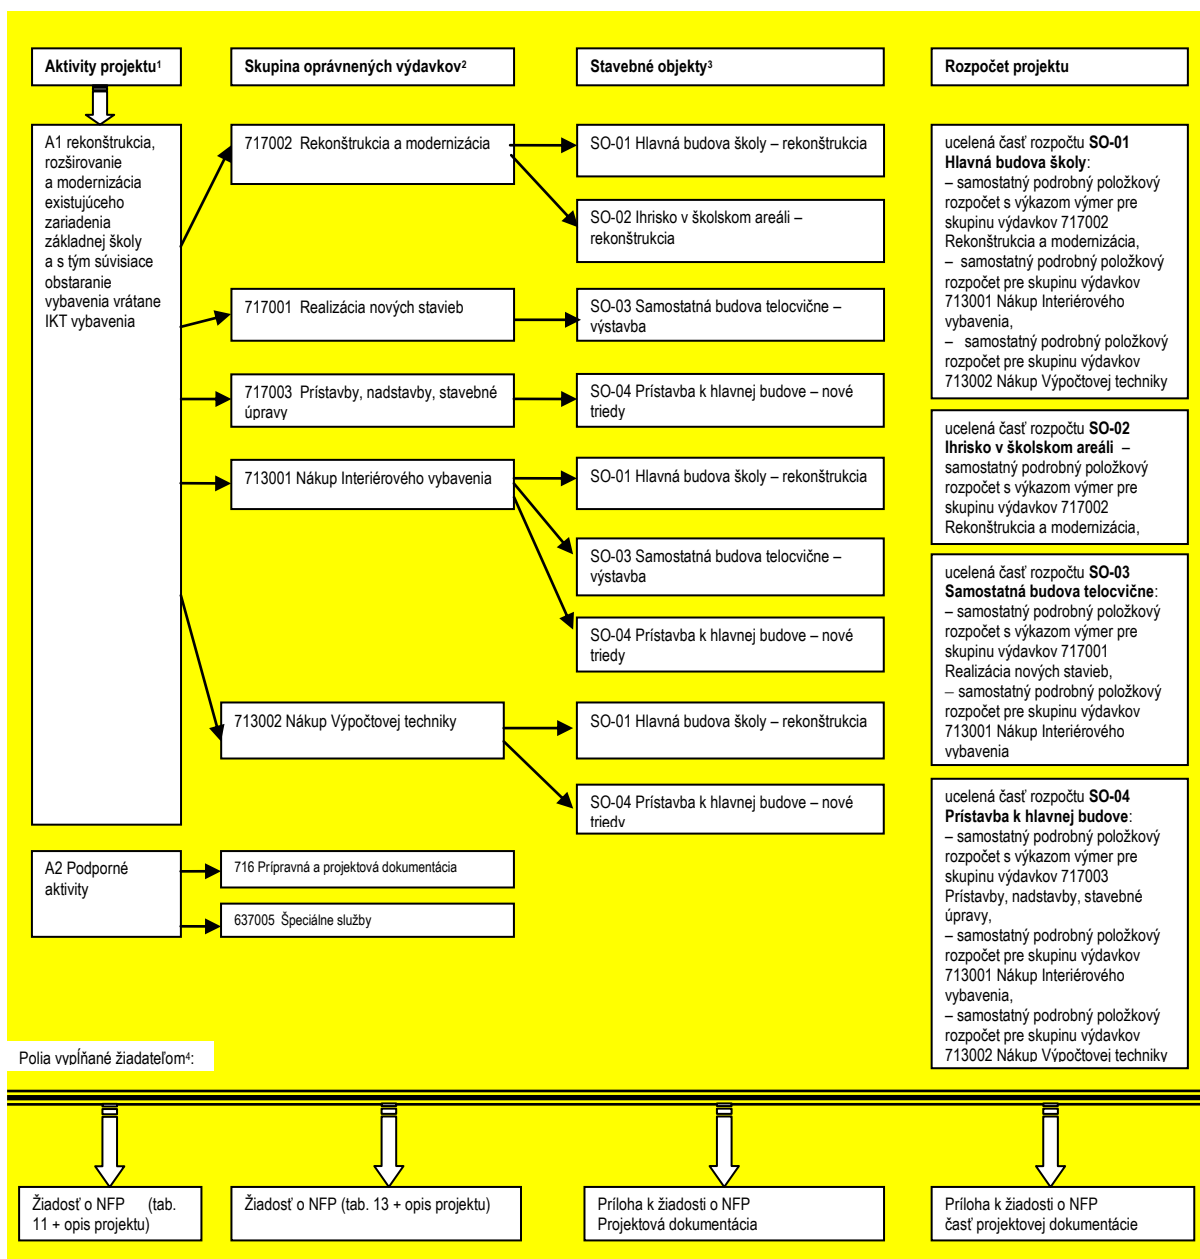 Aktivity projektu¹
Skupina oprávnených výdavkov²
Stavebné objekty³
Rozpočet projektu
A1 rekonštrukcia,
rozširovanie
a modernizácia
existujúceho
zariadenia
základnej školy
a s tým súvisiace
obstaranie
vybavenia vrátane
IKT vybavenia
717002  Rekonštrukcia a modernizácia
SO-01 Hlavná budova školy – rekonštrukcia
SO-02 Ihrisko v školskom areáli –
rekonštrukcia
717001  Realizácia nových stavieb
SO-03 Samostatná budova telocvične –
výstavba
717003  Prístavby, nadstavby, stavebné
úpravy
SO-04 Prístavba k hlavnej budove – nové
triedy
713001 Nákup Interiérového vybavenia
SO-01 Hlavná budova školy – rekonštrukcia
SO-03 Samostatná budova telocvične –
výstavba
SO-04 Prístavba k hlavnej budove – nové
triedy
713002 Nákup Výpočtovej techniky
SO-01 Hlavná budova školy – rekonštrukcia
SO-04 Prístavba k hlavnej budove – nové
triedy
A2 Podporné
aktivity
716 Prípravná a projektová dokumentácia
637005  Špeciálne služby
ucelená časť rozpočtu SO-01
Hlavná budova školy:
– samostatný podrobný položkový
rozpočet s výkazom výmer pre
skupinu výdavkov 717002
Rekonštrukcia a modernizácia,
– samostatný podrobný položkový
rozpočet pre skupinu výdavkov
713001 Nákup Interiérového
vybavenia,
– samostatný podrobný položkový
rozpočet pre skupinu výdavkov
713002 Nákup Výpočtovej techniky
ucelená časť rozpočtu SO-02
Ihrisko v školskom areáli –
samostatný podrobný položkový
rozpočet s výkazom výmer pre
skupinu výdavkov 717002
Rekonštrukcia a modernizácia,
ucelená časť rozpočtu SO-03
Samostatná budova telocvične:
– samostatný podrobný položkový
rozpočet s výkazom výmer pre
skupinu výdavkov 717001
Realizácia nových stavieb,
– samostatný podrobný položkový
rozpočet pre skupinu výdavkov
713001 Nákup Interiérového
vybavenia
ucelená časť rozpočtu SO-04
Prístavba k hlavnej budove:
– samostatný podrobný položkový
rozpočet s výkazom výmer pre
skupinu výdavkov 717003
Prístavby, nadstavby, stavebné
úpravy,
– samostatný podrobný položkový
rozpočet pre skupinu výdavkov
713001 Nákup Interiérového
vybavenia,
– samostatný podrobný položkový
rozpočet pre skupinu výdavkov
713002 Nákup Výpočtovej techniky
Polia vypĺňané žiadateľom⁴:
Žiadosť o NFP (tab.
11 + opis projektu)
Žiadosť o NFP (tab. 13 + opis projektu)
Príloha k žiadosti o NFP
Projektová dokumentácia
Príloha k žiadosti o NFP
časť projektovej dokumentácie